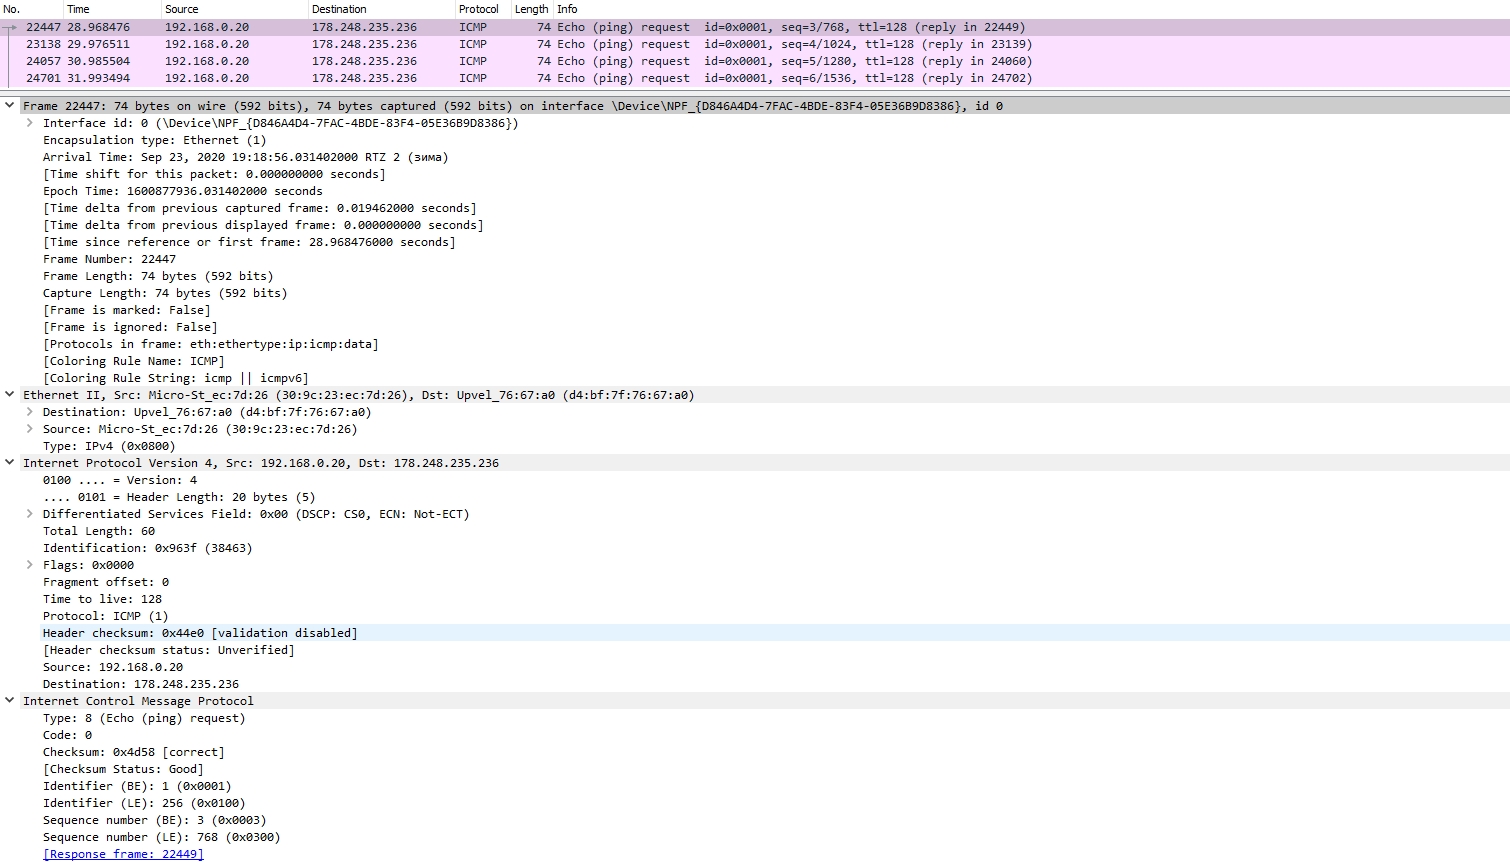 No. Time Source Destination Protocol Length Info
22447 28.968476 192.168.0.20 178.248.235.236 ICMP 74 Echo (ping) request id=0x0001, seq=3/768, ttl=128 (reply in 22449)
23138 29.976511 192.168.0.20 178.248.235.236 ICMP 74 Echo (ping) request id=0x0001, seq=4/1024, ttl=128 (reply in 23139)
24057 30.985504 192.168.0.20 178.248.235.236 ICMP 74 Echo (ping) request id=0x0001, seq=5/1280, ttl=128 (reply in 24060)
24701 31.993494 192.168.0.20 178.248.235.236 ICMP 74 Echo (ping) request id=0x0001, seq=6/1536, ttl=128 (reply in 24702)
Frame 22447: 74 bytes on wire (592 bits), 74 bytes captured (592 bits) on interface \Device\NPF_{D846A4D4-7FAC-4BDE-83F4-05E36B9D8386}, id 0
Interface id: 0 (\Device\NPF_{D846A4D4-7FAC-4BDE-83F4-05E36B9D8386})
Encapsulation type: Ethernet (1)
Arrival Time: Sep 23, 2020 19:18:56.031402000 RTZ 2 (зима)
[Time shift for this packet: 0.000000000 seconds]
Epoch Time: 1600877936.031402000 seconds
[Time delta from previous captured frame: 0.019462000 seconds]
[Time delta from previous displayed frame: 0.000000000 seconds]
[Time since reference or first frame: 28.968476000 seconds]
Frame Number: 22447
Frame Length: 74 bytes (592 bits)
Capture Length: 74 bytes (592 bits)
[Frame is marked: False]
[Frame is ignored: False]
[Protocols in frame: eth:ethertype:ip:icmp:data]
[Coloring Rule Name: ICMP]
[Coloring Rule String: icmp || icmpv6]
Ethernet II, Src: Micro-St_ec:7d:26 (30:9c:23:ec:7d:26), Dst: Upvel_76:67:a0 (d4:bf:7f:76:67:a0)
Destination: Upvel_76:67:a0 (d4:bf:7f:76:67:a0)
Source: Micro-St_ec:7d:26 (30:9c:23:ec:7d:26)
Type: IPv4 (0x0800)
Internet Protocol Version 4, Src: 192.168.0.20, Dst: 178.248.235.236
0100 .... = Version: 4
.... 0101 = Header Length: 20 bytes (5)
Differentiated Services Field: 0x00 (DSCP: CS0, ECN: Not-ECT)
Total Length: 60
Identification: 0x963f (38463)
Flags: 0x0000
Fragment offset: 0
Time to live: 128
Protocol: ICMP (1)
Header checksum: 0x44e0 [validation disabled]
[Header checksum status: Unverified]
Source: 192.168.0.20
Destination: 178.248.235.236
Internet Control Message Protocol
Type: 8 (Echo (ping) request)
Code: 0
Checksum: 0x4d58 [correct]
[Checksum Status: Good]
Identifier (BE): 1 (0x0001)
Identifier (LE): 256 (0x0100)
Sequence number (BE): 3 (0x0003)
Sequence number (LE): 768 (0x0300)
[Response frame: 22449]